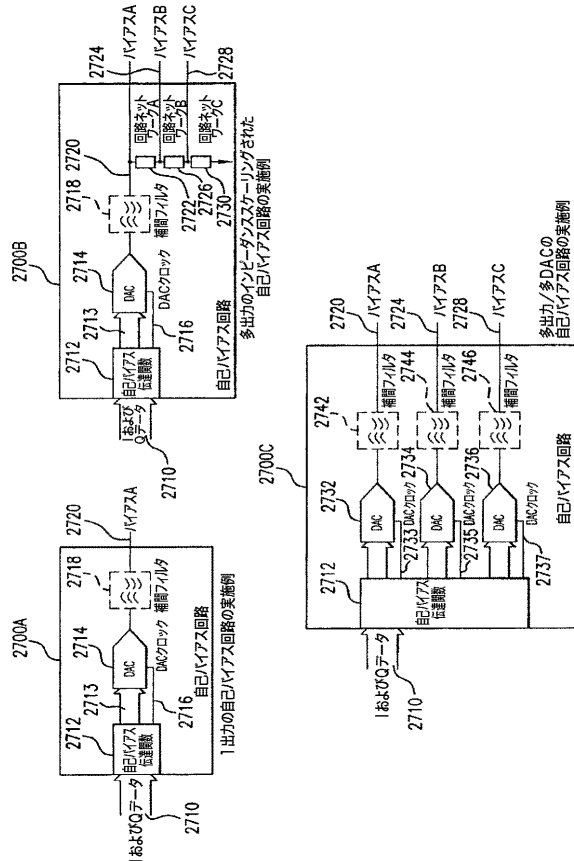 2700A
2712
自己バイアス
伝達関数
2713
2714
DAC
2718
補間フィルタ
2720
バイアスA
DACクロック
2716
自己バイアス回路
IおよびQデータ
2710
1出力の自己バイアス回路の実施例
2700B
2712
自己バイアス
伝達関数
2713
2714
DAC
2718
補間フィルタ
2720
2724
バイアスA
バイアスB
バイアスC
2728
回路ネット
ワークA
回路ネット
ワークB
回路ネット
ワークC
2722
2726
2730
DACクロック
2716
自己バイアス回路
および
Qデータ
2710
多出力のインピーダンススケーリングされた
自己バイアス回路の実施例
2700C
2712
自己バイアス
伝達関数
2732
DAC
2742
補間フィルタ
2720
バイアスA
2733
DACクロック
2734
DAC
2744
補間フィルタ
2724
バイアスB
2735
DACクロック
2736
DAC
2746
補間フィルタ
2728
バイアスC
2737
DACクロック
自己バイアス回路
IおよびQデータ
2710
多出力/多DACの
自己バイアス回路の実施例